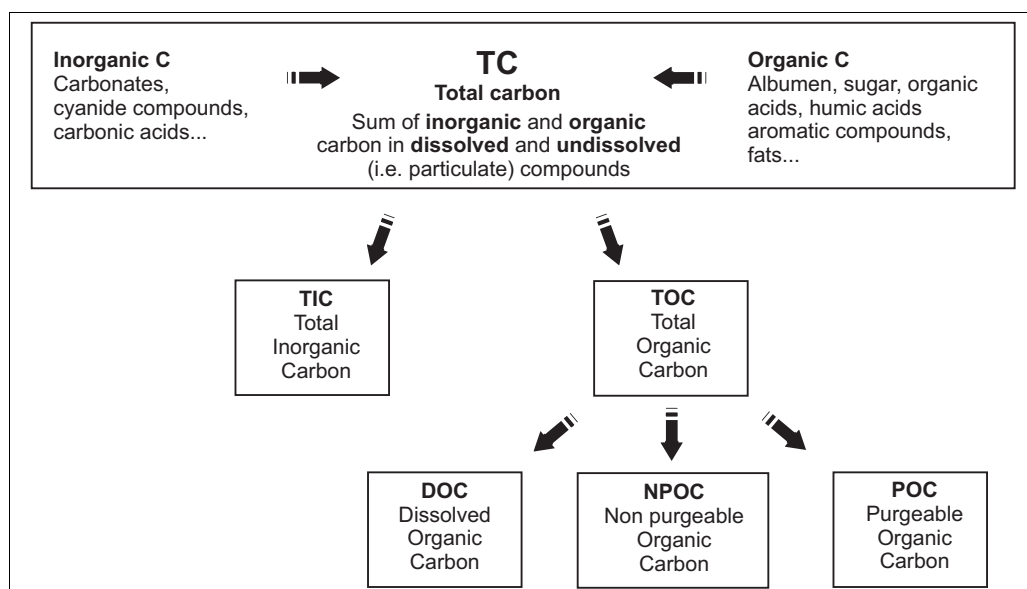 Inorganic C
Carbonates,
cyanide compounds,
carbonic acids...
TC
Total carbon
Sum of inorganic and organic
carbon in dissolved and undissolved
(i.e. particulate) compounds
Organic C
Albumen, sugar, organic
acids, humic acids
aromatic compounds,
fats...
TIC
Total
Inorganic
Carbon
TOC
Total
Organic
Carbon
DOC
Dissolved
Organic
Carbon
NPOC
Non purgeable
Organic
Carbon
POC
Purgeable
Organic
Carbon